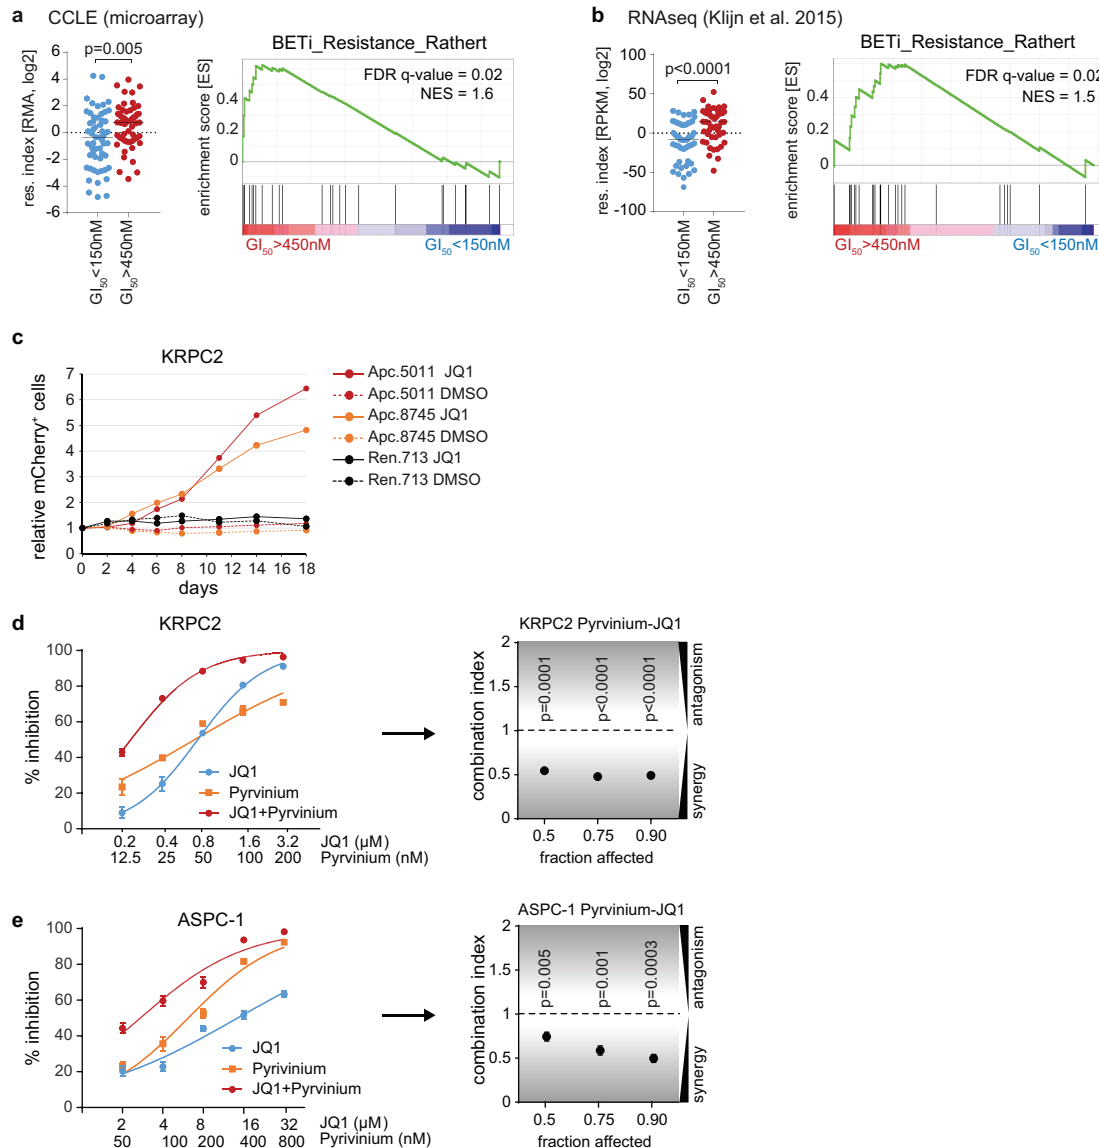 a CCLE (microarray)
res. index [RMA, log2]
6
4
2
0
-2
-4
-6
p=0.005
GI50<150nM
GI50>450nM
BETi_Resistance_Rathert
enrichment score [ES]
0.4
0.2
0
FDR q-value = 0.02
NES = 1.6
GI50>450nM GI50<150nM
b RNAseq (Klijn et al. 2015)
res. index [RPKM, log2]
100
50
0
-50
-100
p<0.0001
GI50<150nM
GI50>450nM
BETi_Resistance_Rathert
enrichment score [ES]
0.4
0.2
0
FDR q-value = 0.02
NES = 1.5
GI50>450nM GI50<150nM
c
KRPC2
relative mCherry+ cells
7
6
5
4
3
2
1
0
0 2 4 6 8 10 12 14 16 18
days
Apc.5011 JQ1
Apc.5011 DMSO
Apc.8745 JQ1
Apc.8745 DMSO
Ren.713 JQ1
Ren.713 DMSO
d
KRPC2
% inhibition
100
80
60
40
20
0
JQ1
Pyrvinium
JQ1+Pyrvinium
0.2 0.4 0.8 1.6 3.2 JQ1 (µM)
12.5 25 50 100 200 Pyrvinium (nM)
KRPC2 Pyrvinium-JQ1
combination index
2
1.5
1
0.5
0
p=0.0001
p<0.0001
p<0.0001
antagonism
synergy
0.5 0.75 0.90
fraction affected
e
ASPC-1
% inhibition
100
80
60
40
20
0
JQ1
Pyrivinium
JQ1+Pyrvinium
2 4 8 16 32 JQ1 (µM)
50 100 200 400 800 Pyrivinium (nM)
ASPC-1 Pyrvinium-JQ1
combination index
2
1.5
1
0.5
0
p=0.005
p=0.001
p=0.0003
antagonism
synergy
0.5 0.75 0.90
fraction affected